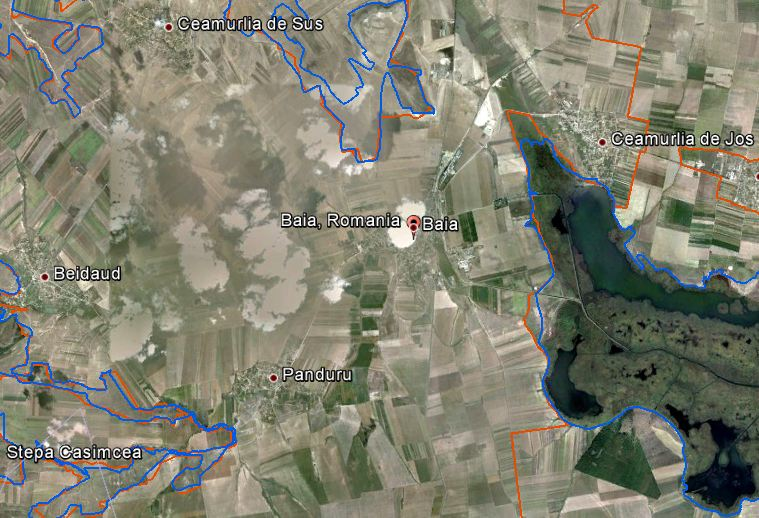 Ceamurlia de Sus
Ceamurlia de Jos
Baia, Romania
Baia
Beidaud
Panduru
Stepa Casimcea